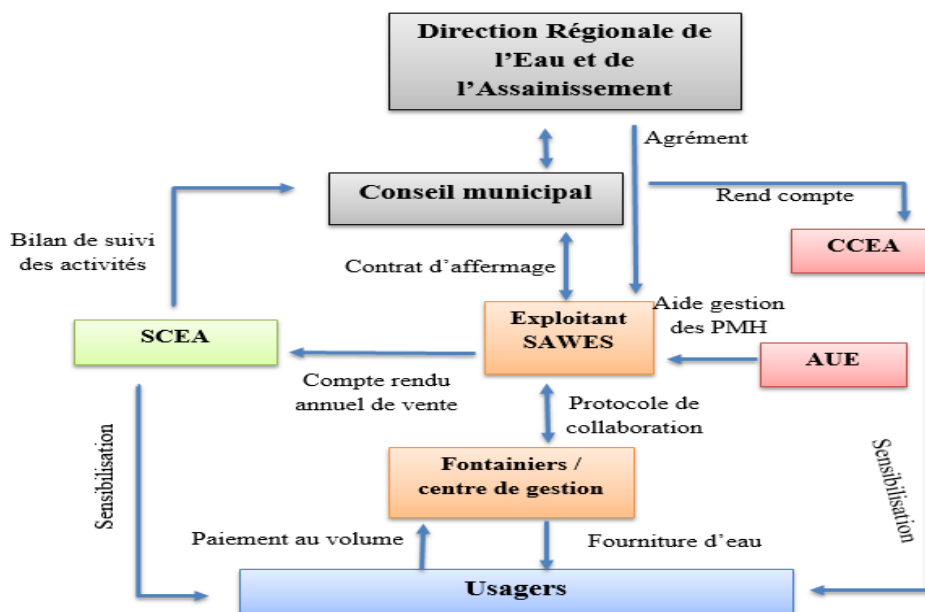 Direction Régionale de
l'Eau et de
l'Assainissement
Agrément
Conseil municipal
Rend compte
Bilan de suivi
des activités
CCEA
Contrat d'affermage
Aide gestion
des PMH
Exploitant
SAWES
SCEA
AUE
Compte rendu
annuel de vente
Protocole de
collaboration
Sensibilisation
Sensibilisation
Fontainiers /
centre de gestion
Paiement au volume
Fourniture d'eau
Usagers